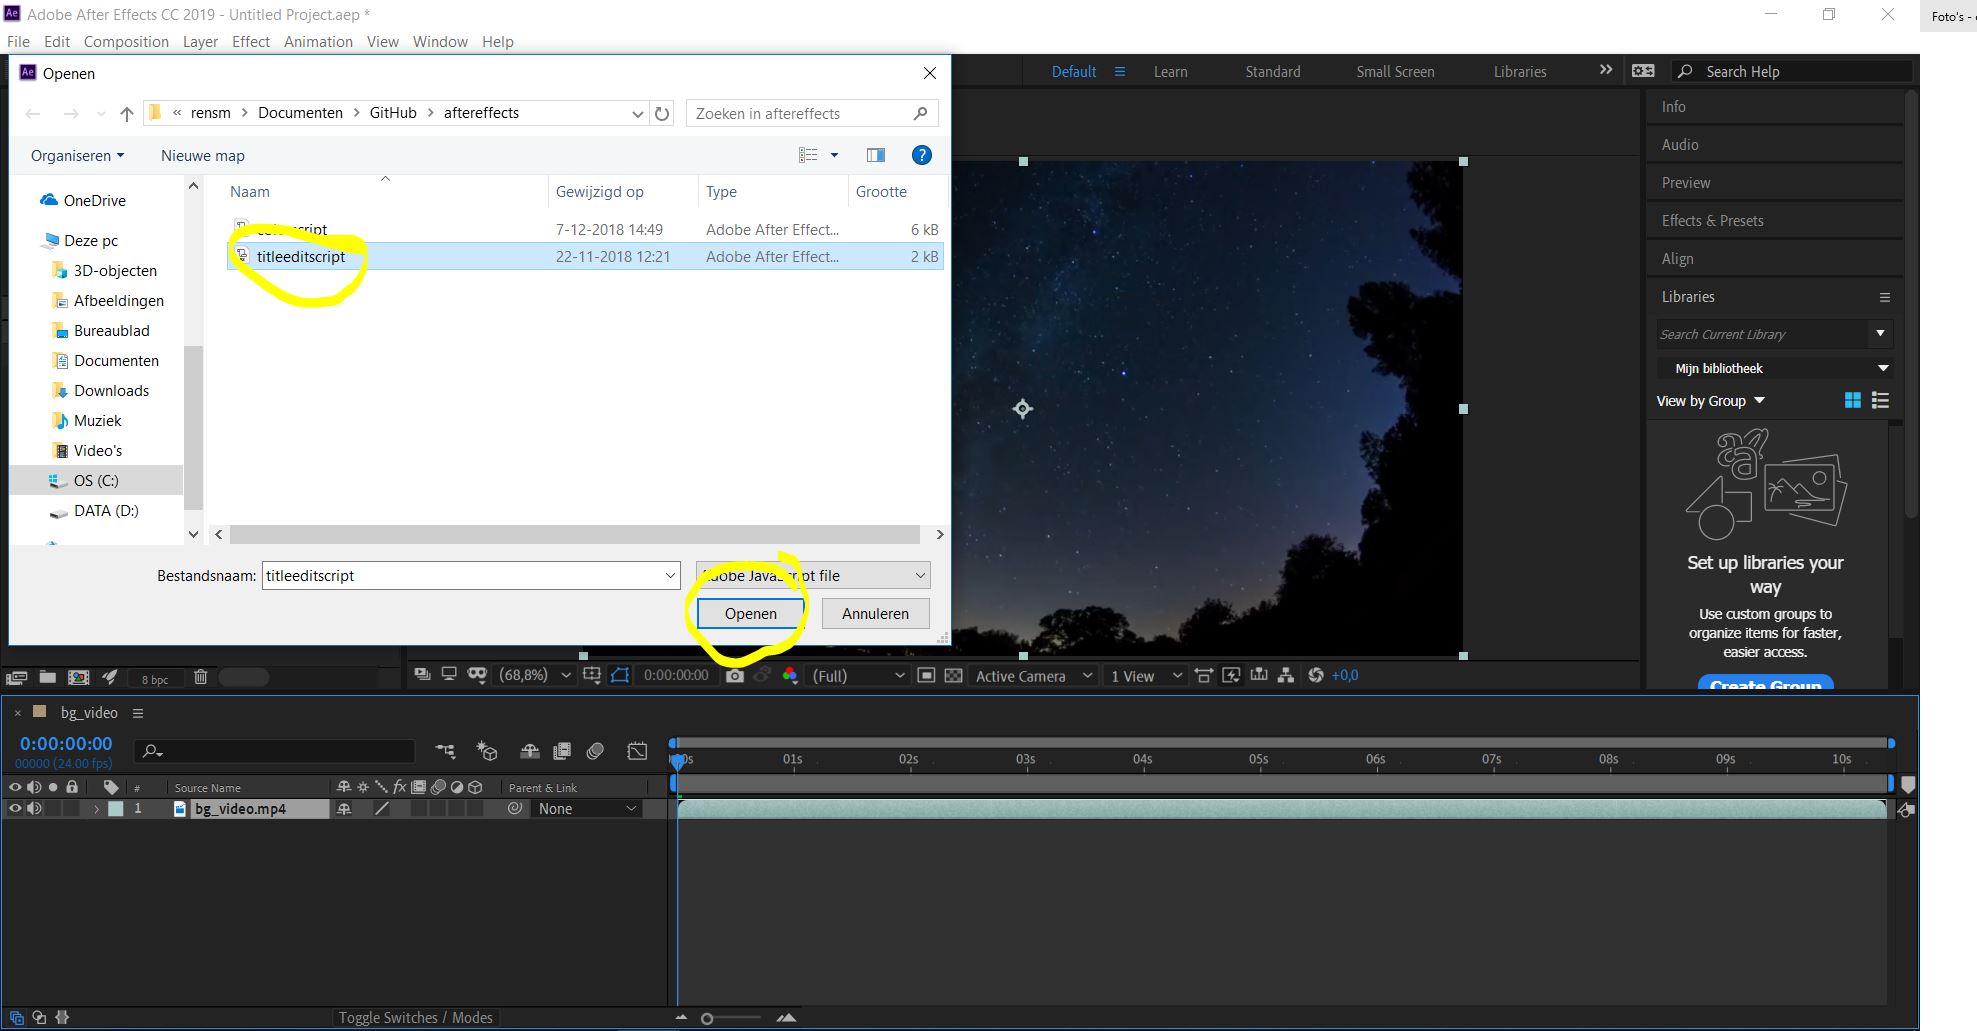 Adobe After Effects CC 2019 - Untitled Project.aep *
Foto's -
File Edit Composition Layer Effect Animation View Window Help
Ae Openen
Default Learn Standard Small Screen Libraries Search Help
« rensm > Documenten > GitHub > aftereffects
Zoeken in aftereffects
Organiseren Nieuwe map
Naam Gewijzigd op Type Grootte
7-12-2018 14:49 Adobe After Effect... 6 kB
titleeditscript 22-11-2018 12:21 Adobe After Effect... 2 kB
OneDrive
Deze pc
3D-objecten
Afbeeldingen
Bureaublad
Documenten
Downloads
Muziek
Video's
OS (C:)
DATA (D:)
Bestandsnaam: titleeditscript
Adobe JavaScript file
Openen Annuleren
Info
Audio
Preview
Effects & Presets
Align
Libraries
Search Current Library
Mijn bibliotheek
View by Group
Set up libraries your
way
Use custom groups to
organize items for faster,
easier access.
Create Group
8 bpc
(68,8%) 0:00:00:00 (Full) Active Camera 1 View +0,0
× bg_video
0:00:00:00
00000 (24.00 fps)
01s 02s 03s 04s 05s 06s 07s 08s 09s 10s
# Source Name fx Parent & Link
1 bg_video.mp4 None
Toggle Switches / Modes